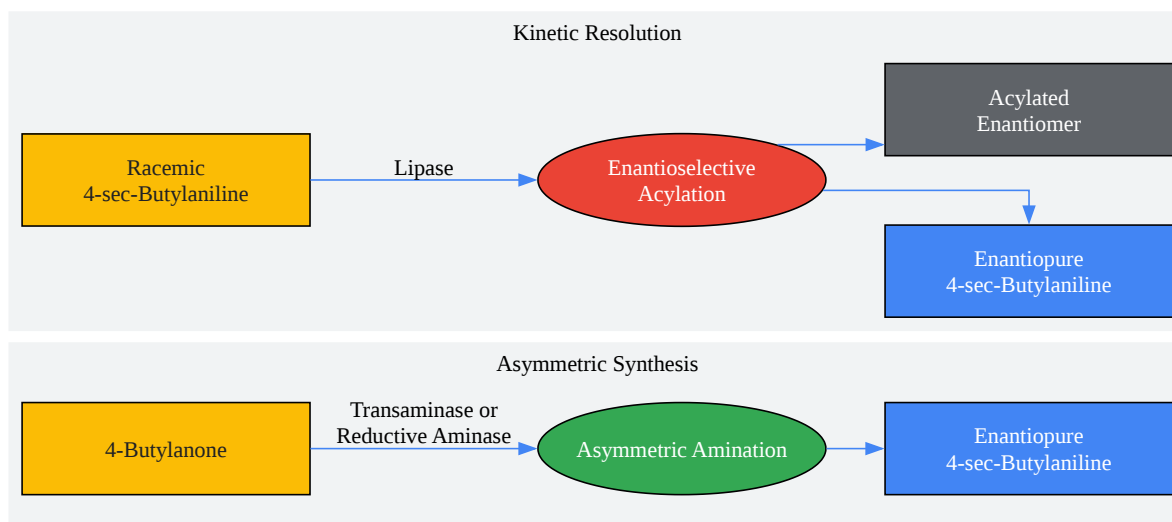 Kinetic Resolution
Racemic
4-sec-Butylaniline
Lipase
Enantioselective
Acylation
Acylated
Enantiomer
Enantiopure
4-sec-Butylaniline
Asymmetric Synthesis
4-Butylanone
Transaminase or
Reductive Aminase
Asymmetric Amination
Enantiopure
4-sec-Butylaniline